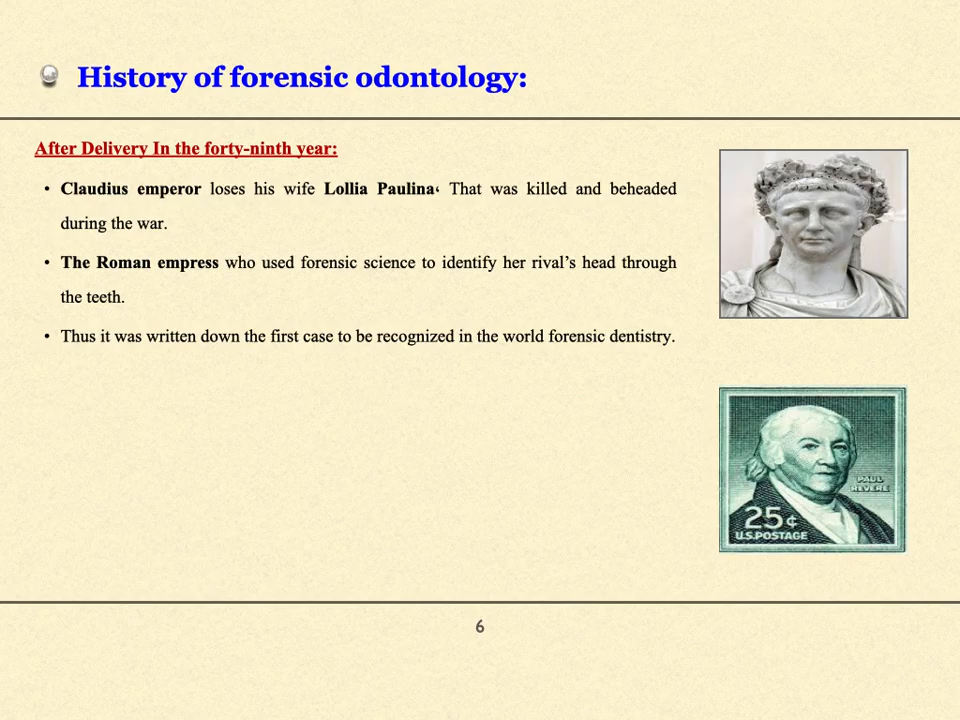 History of forensic odontology:
After Delivery In the forty-ninth year:
• Claudius emperor loses his wife Lollia Paulina، That was killed and beheaded
during the war.
• The Roman empress who used forensic science to identify her rival’s head through
the teeth.
• Thus it was written down the first case to be recognized in the world forensic dentistry.
PAUL
REVERE
25¢
U.S.POSTAGE
6